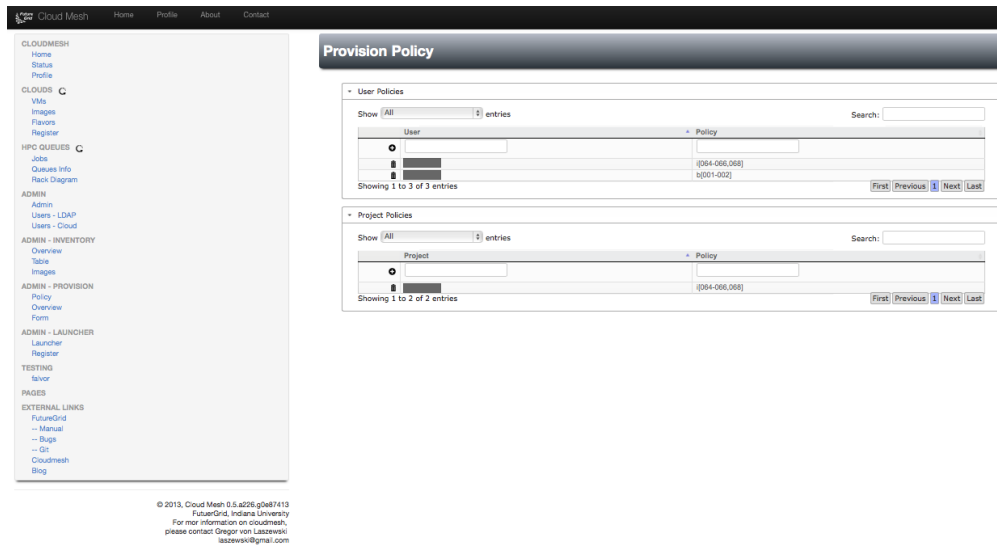 Future Grid Cloud Mesh Home Profile About Contact
CLOUDMESH
Home
Status
Profile
CLOUDS
VMs
Images
Flavors
Register
HPC QUEUES
Jobs
Queues Info
Rack Diagram
ADMIN
Admin
Users - LDAP
Users - Cloud
ADMIN - INVENTORY
Overview
Table
Images
ADMIN - PROVISION
Policy
Overview
Form
ADMIN - LAUNCHER
Launcher
Register
TESTING
faivor
PAGES
EXTERNAL LINKS
FutureGrid
-- Manual
-- Bugs
-- Git
Cloudmesh
Blog
© 2013, Cloud Mesh 0.5.a226.g0e87413
FutuerGrid, Indiana University
For mor information on cloudmesh,
please contact Gregor von Laszewski
laszewski@gmail.com
Provision Policy
User Policies
Show All entries Search:
User Policy
i[064-066,068]
b[001-002]
Showing 1 to 3 of 3 entries First Previous 1 Next Last
Project Policies
Show All entries Search:
Project Policy
i[064-066,068]
Showing 1 to 2 of 2 entries First Previous 1 Next Last